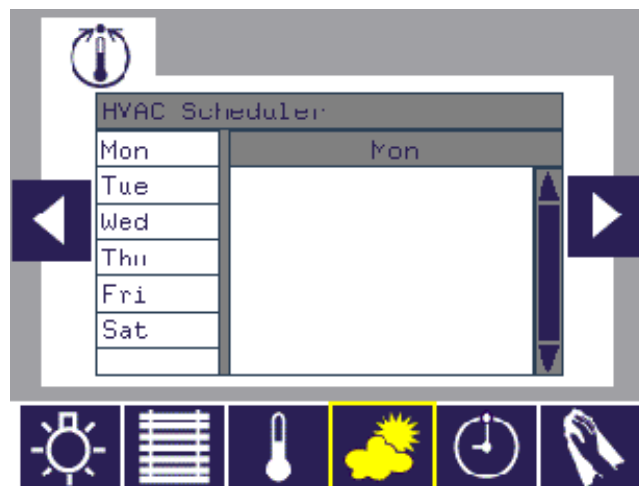 HVAC Scheduler
Mon
Mon
Tue
Wed
Thu
Fri
Sat